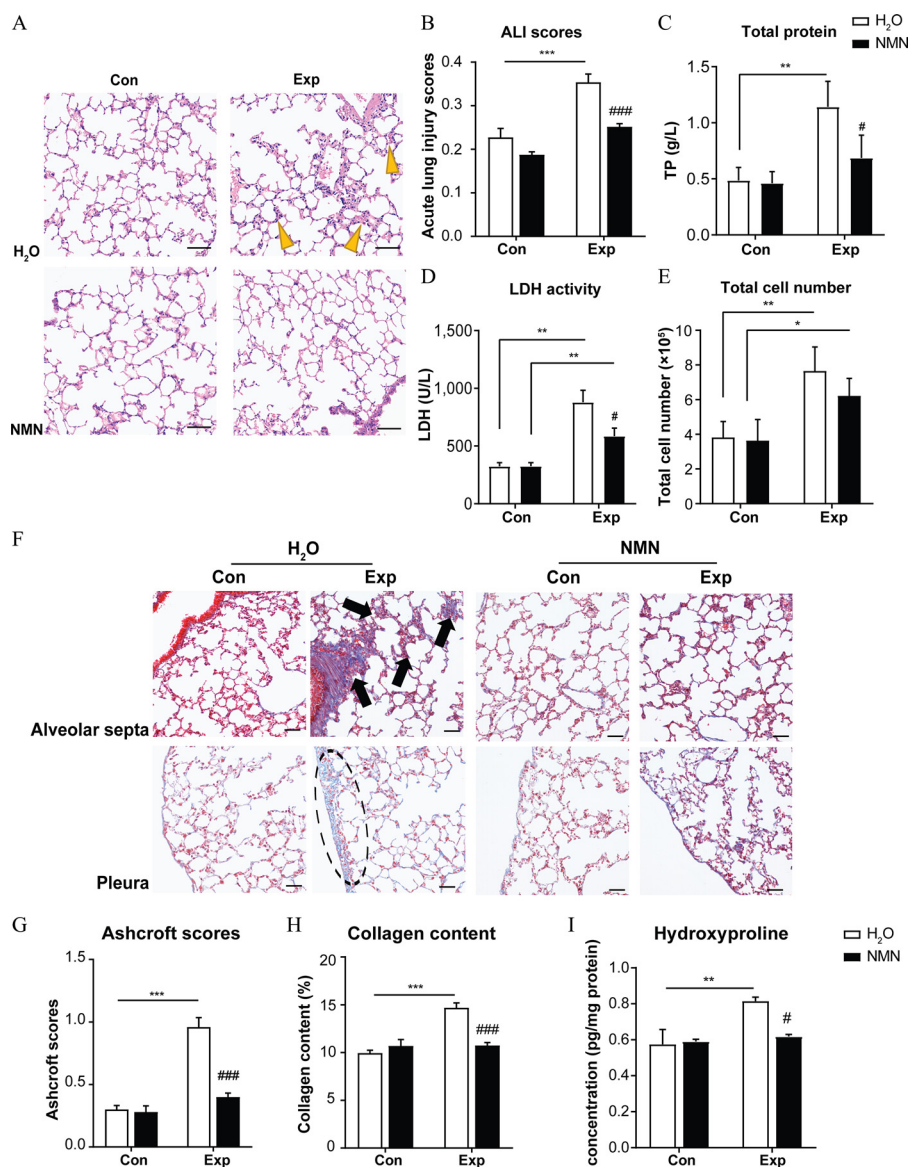 A
Con
Exp
H₂O
NMN
B
ALI scores
Acute lung injury scores
0.4
0.3
0.2
0.1
0.0
***
###
Con
Exp
C
Total protein
H₂O
NMN
TP (g/L)
1.5
1.0
0.5
0.0
**
#
Con
Exp
D
LDH activity
LDH (U/L)
1,500
1,000
500
0
**
**
#
Con
Exp
E
Total cell number
Total cell number (×10⁵)
8
6
4
2
0
**
*
Con
Exp
F
H₂O
NMN
Con
Exp
Con
Exp
Alveolar septa
Pleura
G
Ashcroft scores
Ashcroft scores
1.5
1.0
0.5
0.0
***
###
Con
Exp
H
Collagen content
Collagen content (%)
20
15
10
5
0
***
###
Con
Exp
I
Hydroxyproline
H₂O
NMN
concentration (pg/mg protein)
1.0
0.8
0.6
0.4
0.2
0.0
**
#
Con
Exp